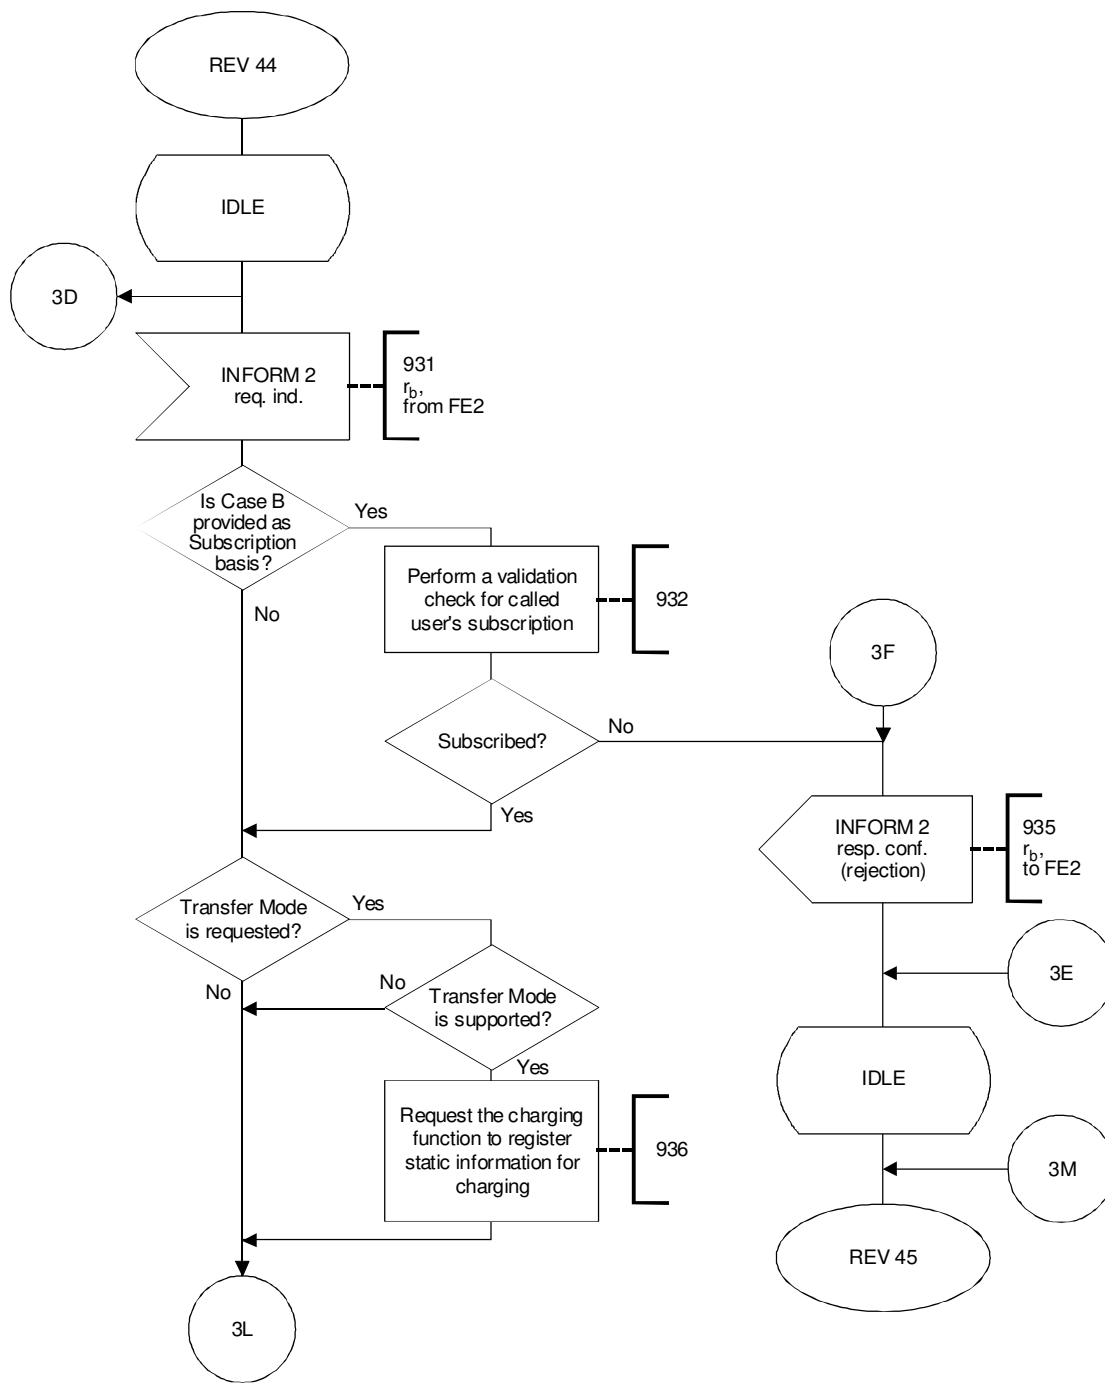 REV 44
IDLE
3D
INFORM 2
req. ind.
931
r_b,
from FE2
Is Case B
provided as
Subscription
basis?
Yes
No
Perform a validation
check for called
user's subscription
932
3F
Subscribed?
No
Yes
INFORM 2
resp. conf.
(rejection)
935
r_b,
to FE2
Transfer Mode
is requested?
Yes
No
Transfer Mode
is supported?
No
Yes
3E
IDLE
Request the charging
function to register
static information for
charging
936
3M
REV 45
3L